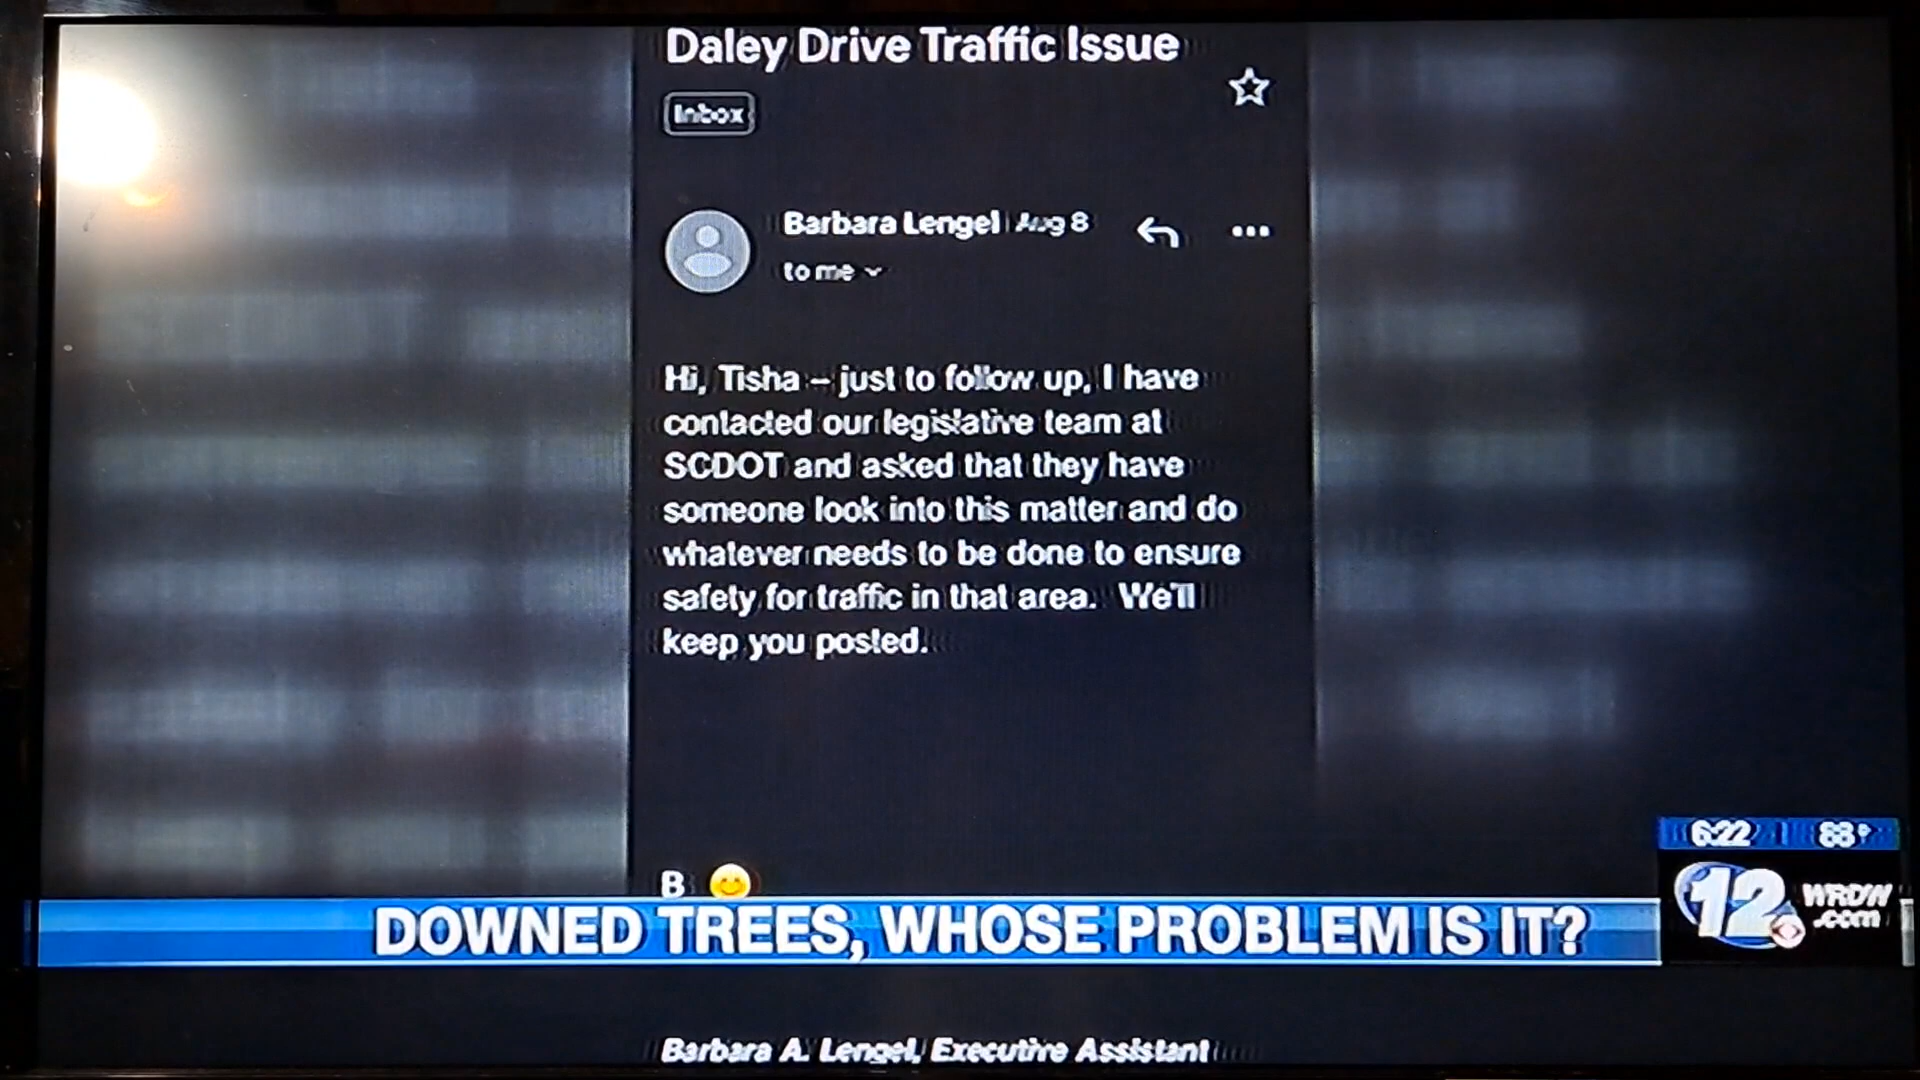 Daley Drive Traffic Issue
Inbox
Barbara Lengel Aug 8
to me
Hi, Tisha – just to follow up, I have
contacted our legislative team at
SCDOT and asked that they have
someone look into this matter and do
whatever needs to be done to ensure
safety for traffic in that area. We'll
keep you posted.
B 🙂
DOWNED TREES, WHOSE PROBLEM IS IT?
6:22 88°
12 WRDW
.com
Barbara A. Lengel, Executive Assistant